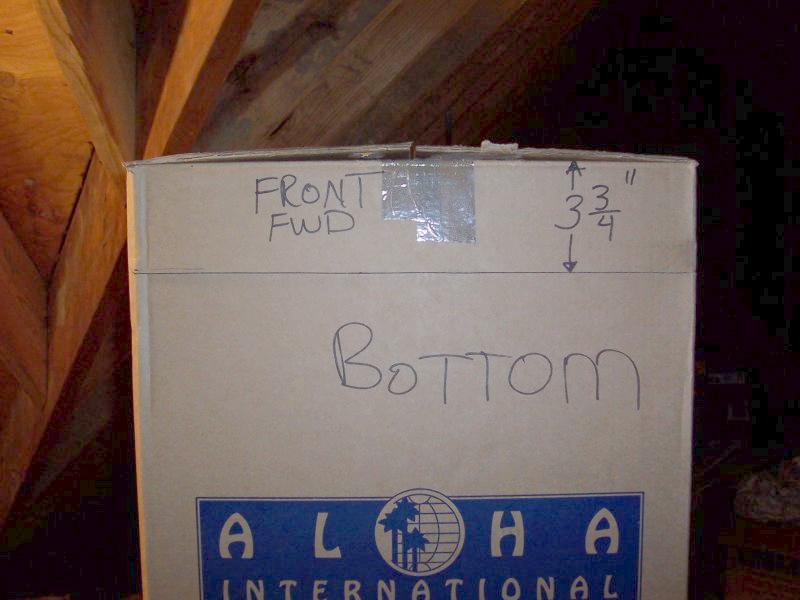 FRONT
FWD
3 3/4"
BOTTOM
ALOHA
INTERNATIONAL